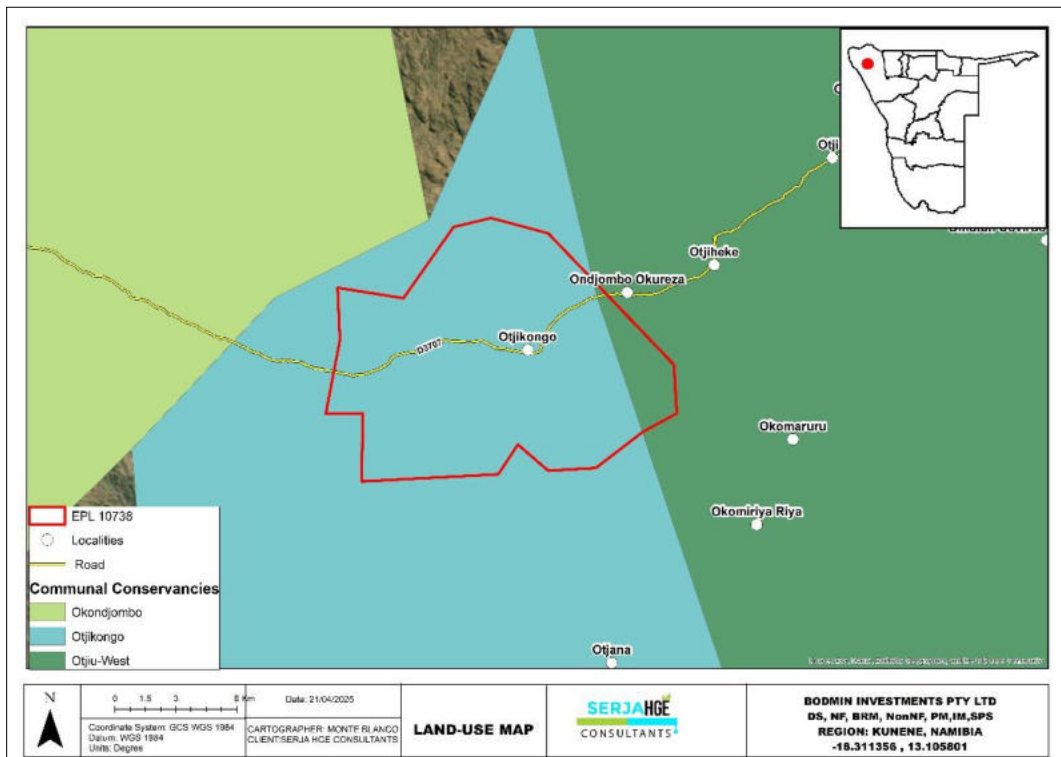 Otji
Otjiheke
Ondjombo Okureza
Otjikongo
D3707
Okomaruru
Okomiriya Riya
Otjana
EPL 10738
Localities
Road
Communal Conservancies
Okondjombo
Otjikongo
Otjiu-West
N
0 1.5 3 6 Km
Coordinate System: GCS WGS 1984
Datum: WGS 1984
Units: Degree
Date: 21/04/2025
CARTOGRAPHER: MONTE BLANCO
CLIENT:SERJA HGE CONSULTANTS
LAND-USE MAP
SERJAHGE
CONSULTANTS
BODMIN INVESTMENTS PTY LTD
DS, NF, BRM, NonNF, PM,IM,SPS
REGION: KUNENE, NAMIBIA
-18.311356 , 13.105801